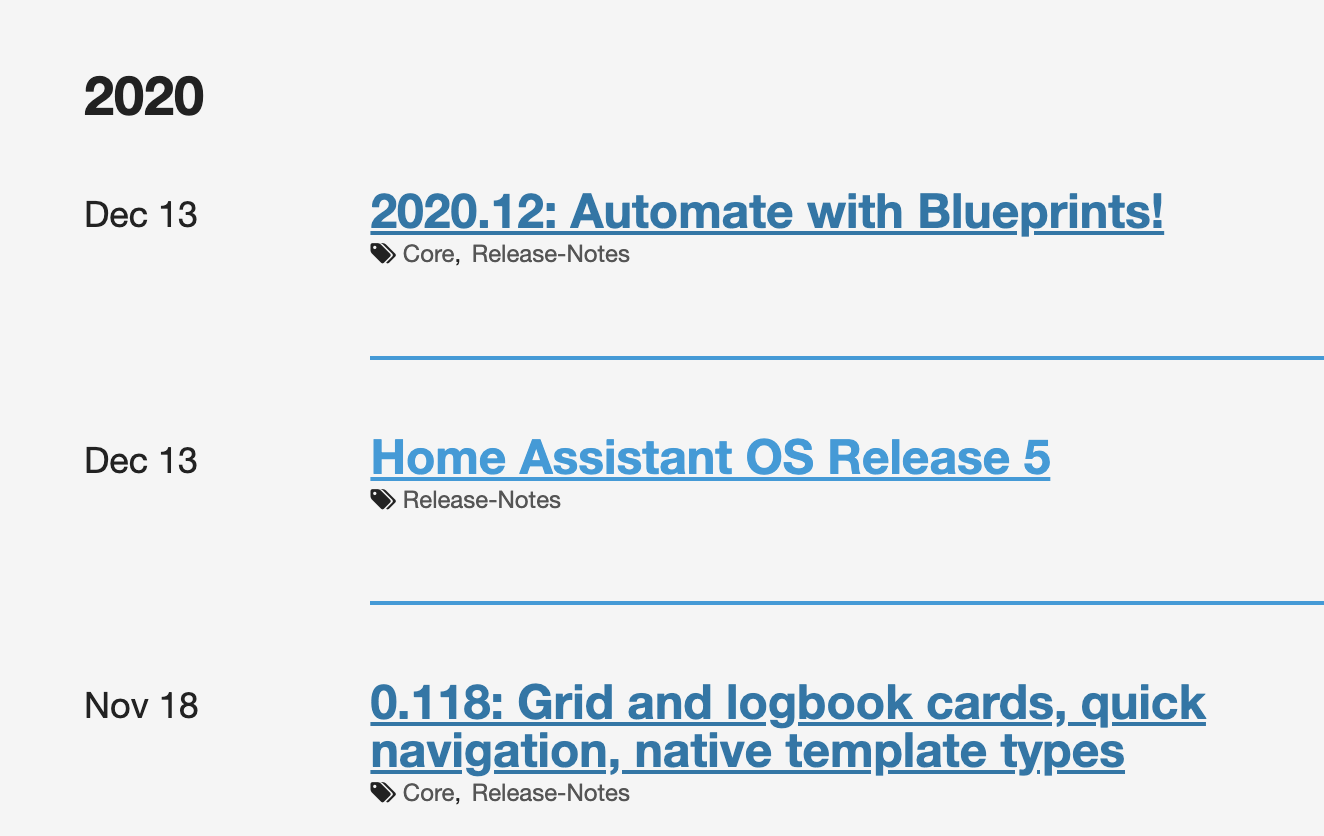 2020
Dec 13
2020.12: Automate with Blueprints!
Core, Release-Notes
Dec 13
Home Assistant OS Release 5
Release-Notes
Nov 18
0.118: Grid and logbook cards, quick
navigation, native template types
Core, Release-Notes